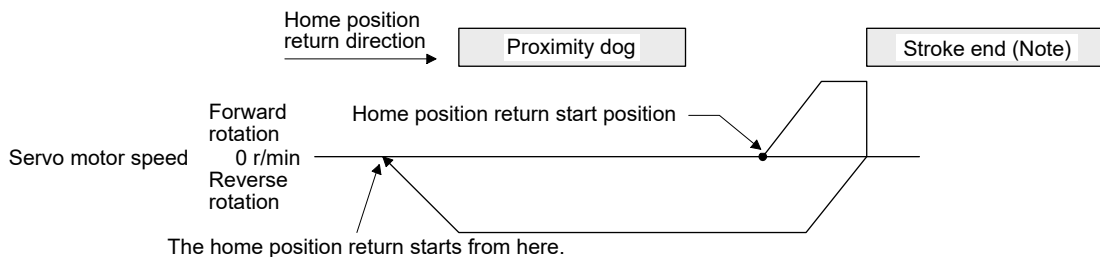 Home position
return direction
Proximity dog
Stroke end (Note)
Forward
rotation
Home position return start position
Servo motor speed
0 r/min
Reverse
rotation
The home position return starts from here.